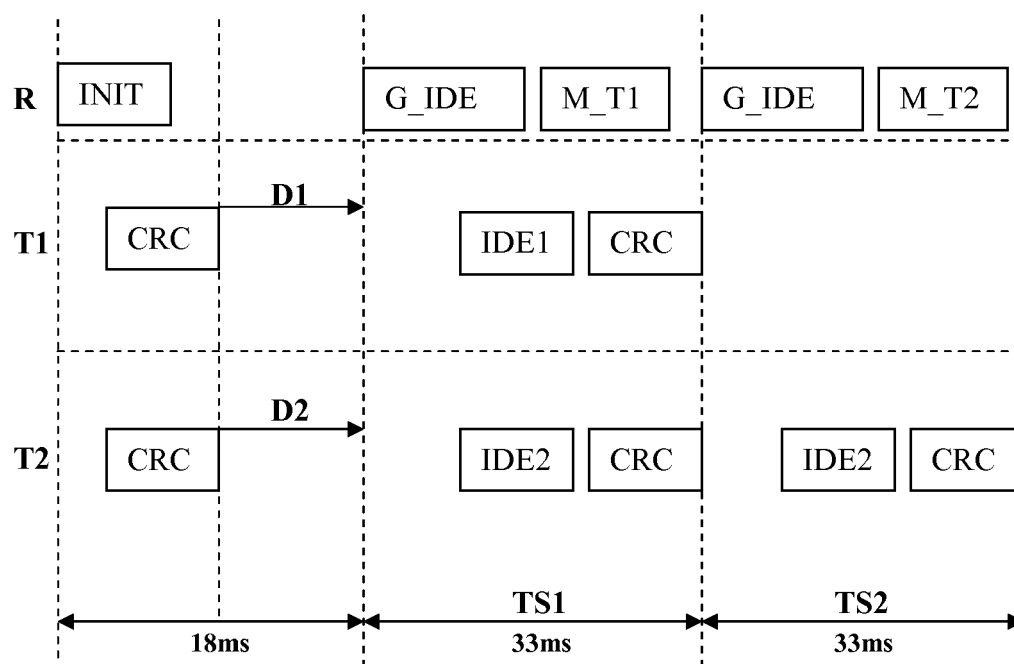 R INIT G_IDE M_T1 G_IDE M_T2
D1
T1 CRC IDE1 CRC
D2
T2 CRC IDE2 CRC IDE2 CRC
TS1 TS2
18ms 33ms 33ms